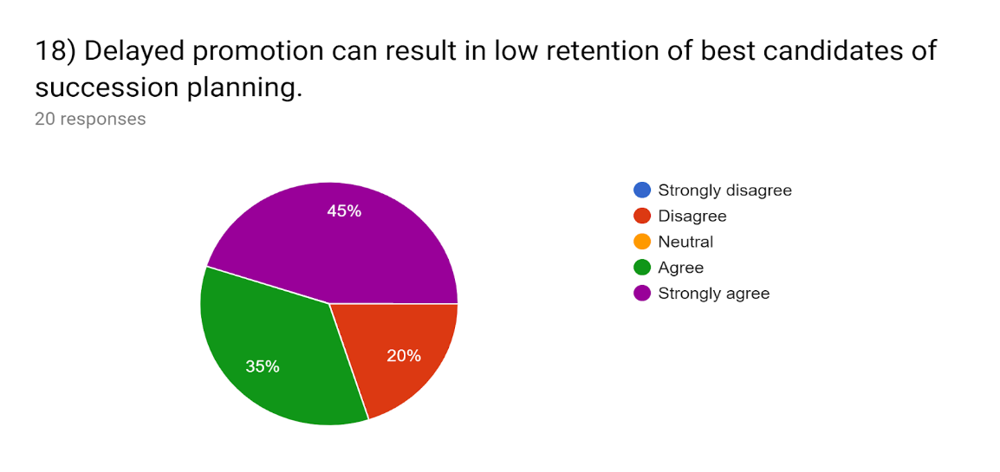 18) Delayed promotion can result in low retention of best candidates of
succession planning.
20 responses
45%
35%
20%
Strongly disagree
Disagree
Neutral
Agree
Strongly agree